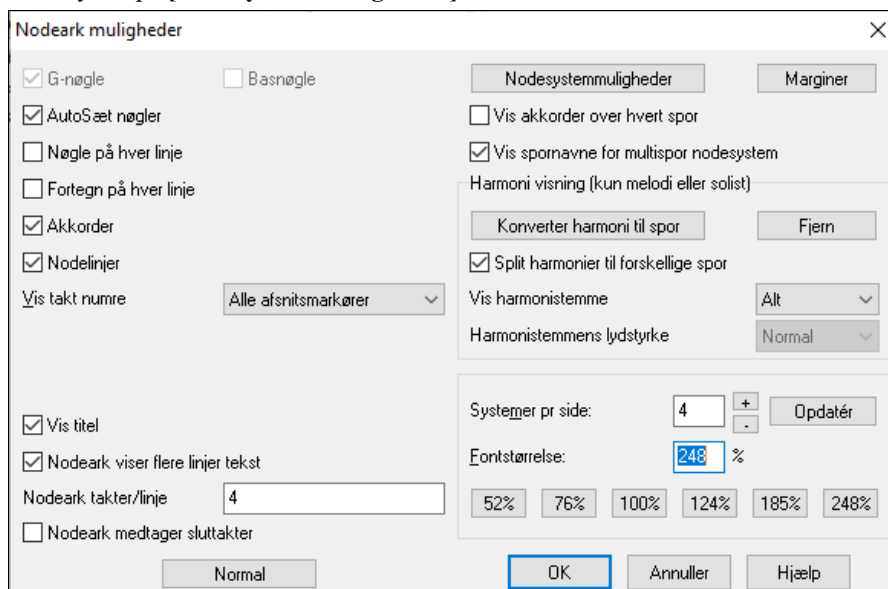 Nodeark muligheder
G-nøgle Basnøgle
AutoSæt nøgler
Nøgle på hver linje
Fortegn på hver linje
Akkorder
Nodelinjer
Vis takt numre Alle afsnitsmarkører
Vis titel
Nodeark viser flere linjer tekst
Nodeark takter/linje 4
Nodeark medtager sluttakter
Normal
Nodesystemmuligheder Marginer
Vis akkorder over hvert spor
Vis spornavne for multispor nodesystem
Harmoni visning (kun melodi eller solist)
Konverter harmoni til spor Fjern
Split harmonier til forskellige spor
Vis harmonistemme Alt
Harmonistemmens lydstyrke Normal
Systemer pr side: 4 + - Opdatér
Fontstørrelse: 248 %
52% 76% 100% 124% 185% 248%
OK Annuller Hjælp